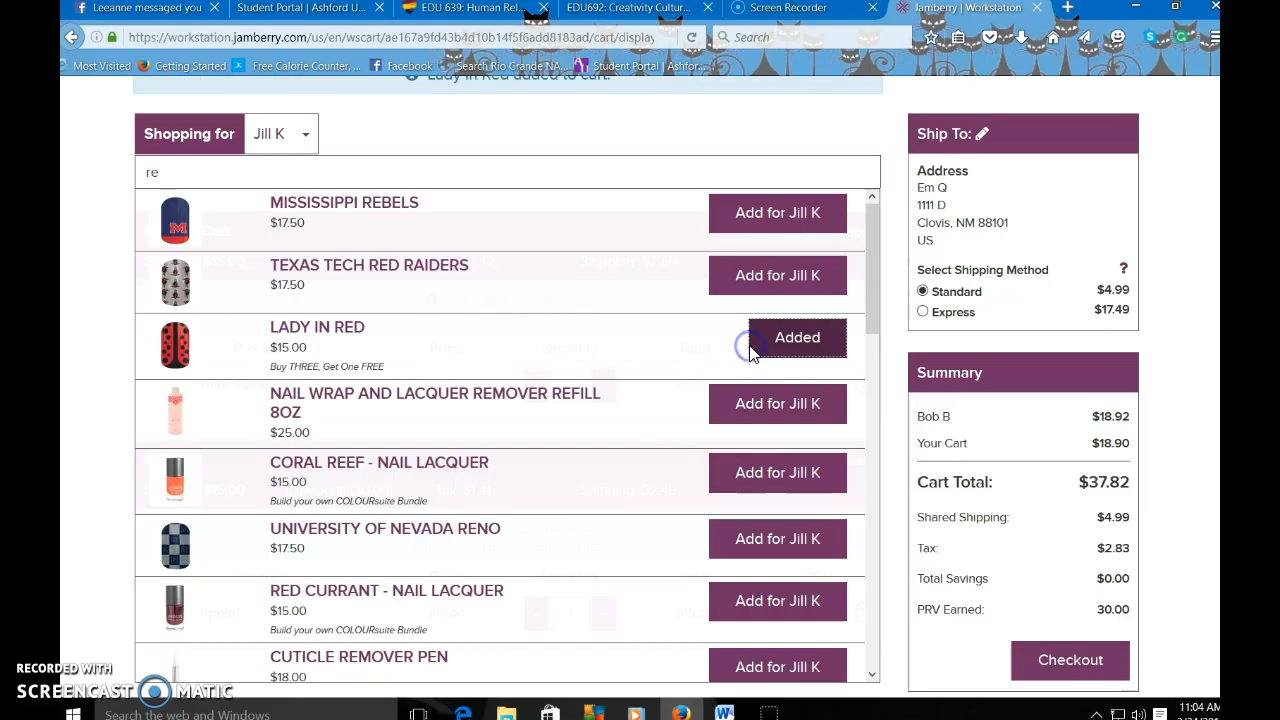 Leeanne messaged you
Student Portal | Ashford U...
EDU 639: Human Rel...
EDU692: Creativity Cultur...
Screen Recorder
Jamberry | Workstation
https://workstation.jamberry.com/us/en/wscart/ae167a9fd43b4d10b14f5f6add8183ad/cart/display
Search
Most Visited
Getting Started
Free Calorie Counter, ...
Facebook
Search Rio Grande NA...
Student Portal | Ashfor...
Lady in Red added to cart.
Shopping for
Jill K
re
MISSISSIPPI REBELS
$17.50
Add for Jill K
TEXAS TECH RED RAIDERS
$17.50
Add for Jill K
LADY IN RED
$15.00
Buy THREE, Get One FREE
Added
NAIL WRAP AND LACQUER REMOVER REFILL
8OZ
$25.00
Add for Jill K
CORAL REEF - NAIL LACQUER
$15.00
Build your own COLOURsuite Bundle
Add for Jill K
UNIVERSITY OF NEVADA RENO
$17.50
Add for Jill K
RED CURRANT - NAIL LACQUER
$15.00
Build your own COLOURsuite Bundle
Add for Jill K
CUTICLE REMOVER PEN
$18.00
Add for Jill K
Ship To:
Address
Em Q
1111 D
Clovis, NM 88101
US
Select Shipping Method ?
Standard $4.99
Express $17.49
Summary
Bob B $18.92
Your Cart $18.90
Cart Total: $37.82
Shared Shipping: $4.99
Tax: $2.83
Total Savings $0.00
PRV Earned: 30.00
Checkout
RECORDED WITH
SCREENCAST MATIC
Search the web and Windows
11:04 AM